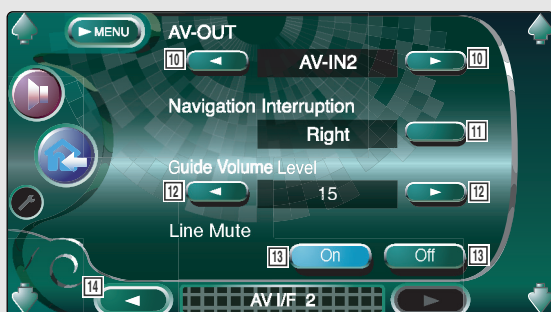 MENU
AV-OUT
10 AV-IN2 10
Navigation Interruption
Right 11
Guide Volume Level
12 15 12
Line Mute
13 On Off 13
14
AV I/F 2